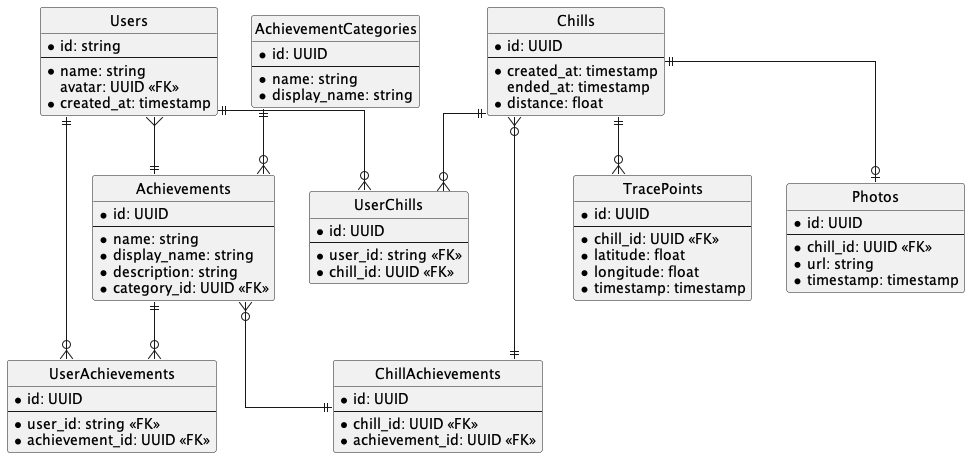 Users
id: string
name: string
avatar: UUID «FK»
created_at: timestamp
AchievementCategories
id: UUID
name: string
display_name: string
Chills
id: UUID
created_at: timestamp
ended_at: timestamp
distance: float
Achievements
id: UUID
name: string
display_name: string
description: string
category_id: UUID «FK»
UserChills
id: UUID
user_id: string «FK»
chill_id: UUID «FK»
TracePoints
id: UUID
chill_id: UUID «FK»
latitude: float
longitude: float
timestamp: timestamp
Photos
id: UUID
chill_id: UUID «FK»
url: string
timestamp: timestamp
UserAchievements
id: UUID
user_id: string «FK»
achievement_id: UUID «FK»
ChillAchievements
id: UUID
chill_id: UUID «FK»
achievement_id: UUID «FK»